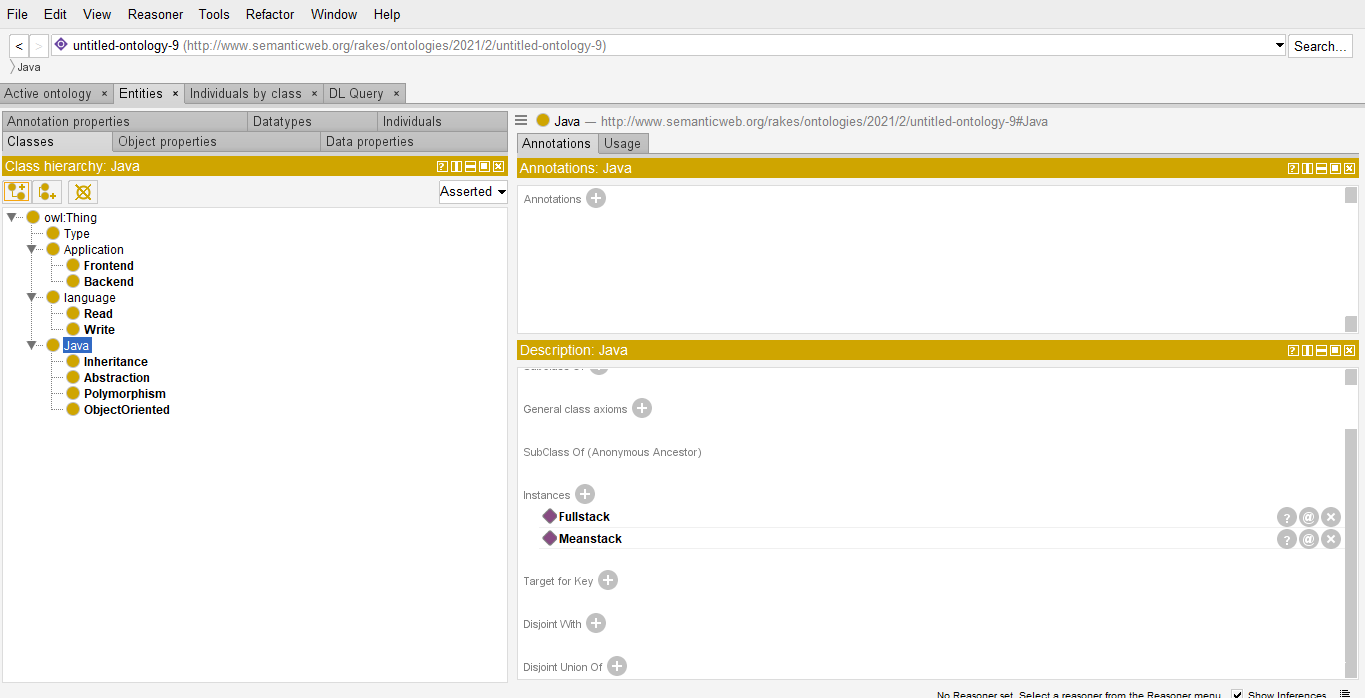 File Edit View Reasoner Tools Refactor Window Help
< > untitled-ontology-9 (http://www.semanticweb.org/rakes/ontologies/2021/2/untitled-ontology-9) Search...
Java
Active ontology × Entities × Individuals by class × DL Query ×
Annotation properties Datatypes Individuals
Classes Object properties Data properties
Class hierarchy: Java
Asserted
owl:Thing
Type
Application
Frontend
Backend
language
Read
Write
Java
Inheritance
Abstraction
Polymorphism
ObjectOriented
Java — http://www.semanticweb.org/rakes/ontologies/2021/2/untitled-ontology-9#Java
Annotations Usage
Annotations: Java
Annotations
Description: Java
SubClass Of
General class axioms
SubClass Of (Anonymous Ancestor)
Instances
Fullstack
Meanstack
Target for Key
Disjoint With
Disjoint Union Of
No Reasoner set. Select a reasoner from the Reasoner menu Show Inferences